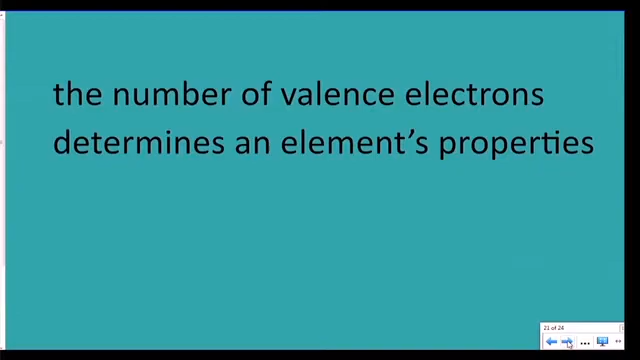 the number of valence electrons
determines an element’s properties
21 of 24